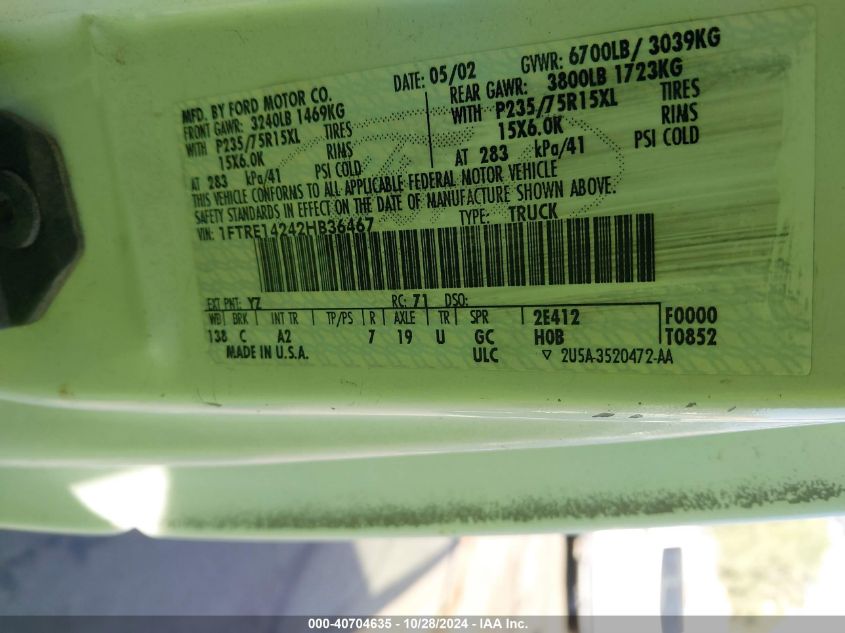 MFD. BY FORD MOTOR CO.
DATE: 05/02
GVWR: 6700LB/ 3039KG
FRONT GAWR: 3240LB 1469KG
REAR GAWR: 3800LB 1723KG
WITH P235/75R15XL TIRES
WITH P235/75R15XL TIRES
15X6.0K RIMS
15X6.0K RIMS
AT 283 kPa/41 PSI COLD
AT 283 kPa/41 PSI COLD
THIS VEHICLE CONFORMS TO ALL APPLICABLE FEDERAL MOTOR VEHICLE
SAFETY STANDARDS IN EFFECT ON THE DATE OF MANUFACTURE SHOWN ABOVE.
VIN: 1FTRE14242HB36467
TYPE: TRUCK
EXT PNT: YZ RC: 71 DSO:
WB BRK INT TR TP/PS R AXLE TR SPR 2E412 F0000
138 C A2 7 19 U GC H0B T0852
MADE IN U.S.A. ULC ▽ 2U5A-3520472-AA
000-40704635 - 10/28/2024 - IAA Inc.